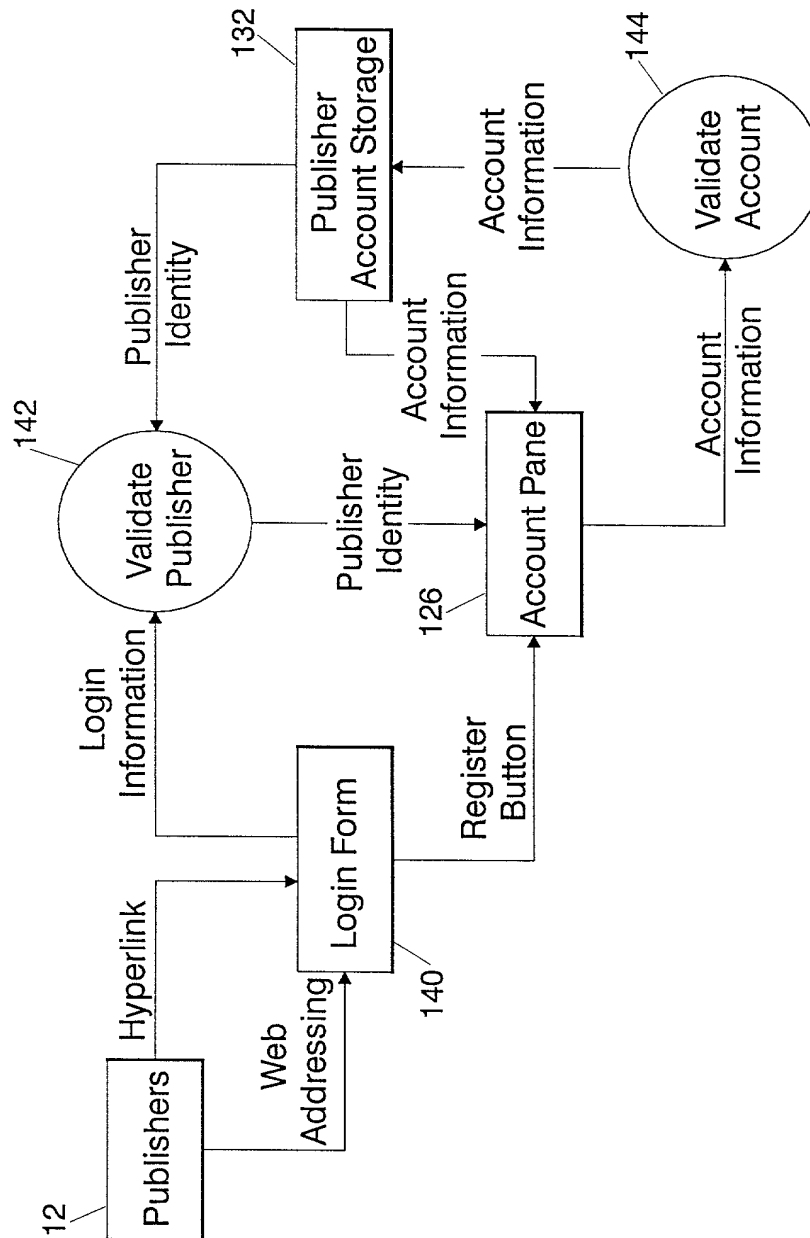 12
Publishers
Hyperlink
Web
Addressing
Login Form
140
Login
Information
Register
Button
142
Validate
Publisher
Publisher
Identity
126
Account Pane
Publisher
Identity
Account
Information
132
Publisher
Account Storage
Account
Information
Account
Information
144
Validate
Account